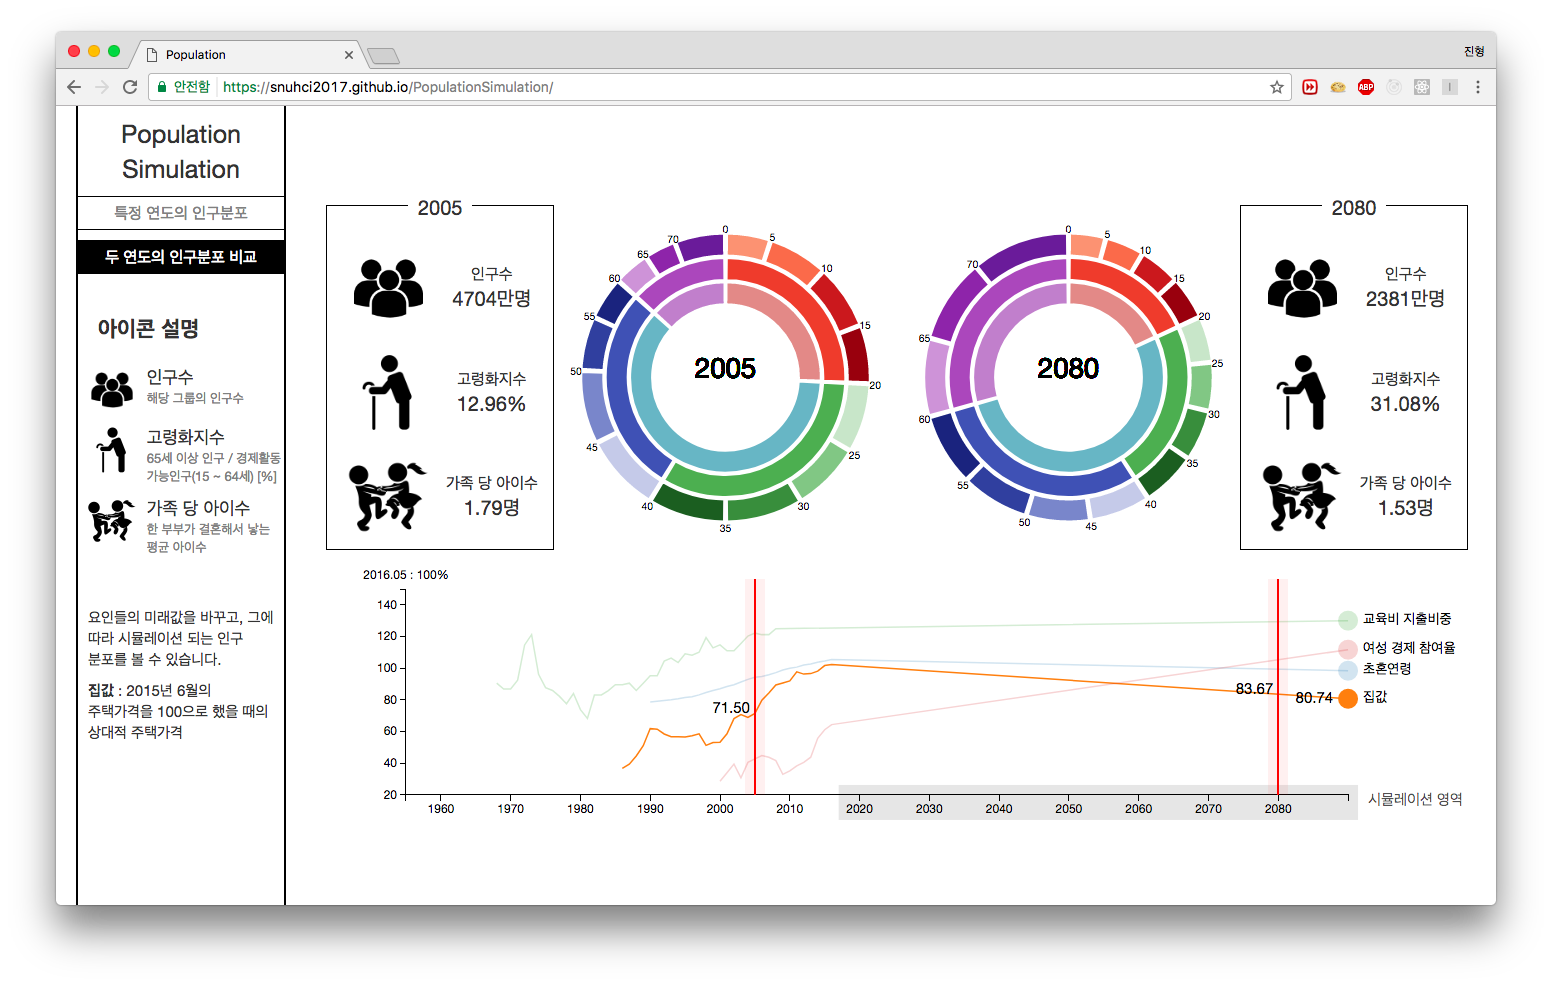 Population
진형
안전함
https://snuhci2017.github.io/PopulationSimulation/
ABP
Population
Simulation
특정 연도의 인구분포
두 연도의 인구분포 비교
아이콘 설명
인구수
해당 그룹의 인구수
고령화지수
65세 이상 인구 / 경제활동
가능인구(15 ~ 64세) [%]
가족 당 아이수
한 부부가 결혼해서 낳는
평균 아이수
요인들의 미래값을 바꾸고, 그에
따라 시뮬레이션 되는 인구
분포를 볼 수 있습니다.
집값 : 2015년 6월의
주택가격을 100으로 했을 때의
상대적 주택가격
2005
인구수
4704만명
고령화지수
12.96%
가족 당 아이수
1.79명
0
5
10
15
20
25
30
35
40
45
50
55
60
65
70
2005
0
5
10
15
20
25
30
35
40
45
50
55
60
65
70
2080
2080
인구수
2381만명
고령화지수
31.08%
가족 당 아이수
1.53명
2016.05 : 100%
140
120
100
80
60
40
20
71.50
83.67
80.74
교육비 지출비중
여성 경제 참여율
초혼연령
집값
1960 1970 1980 1990 2000 2010 2020 2030 2040 2050 2060 2070 2080
시뮬레이션 영역